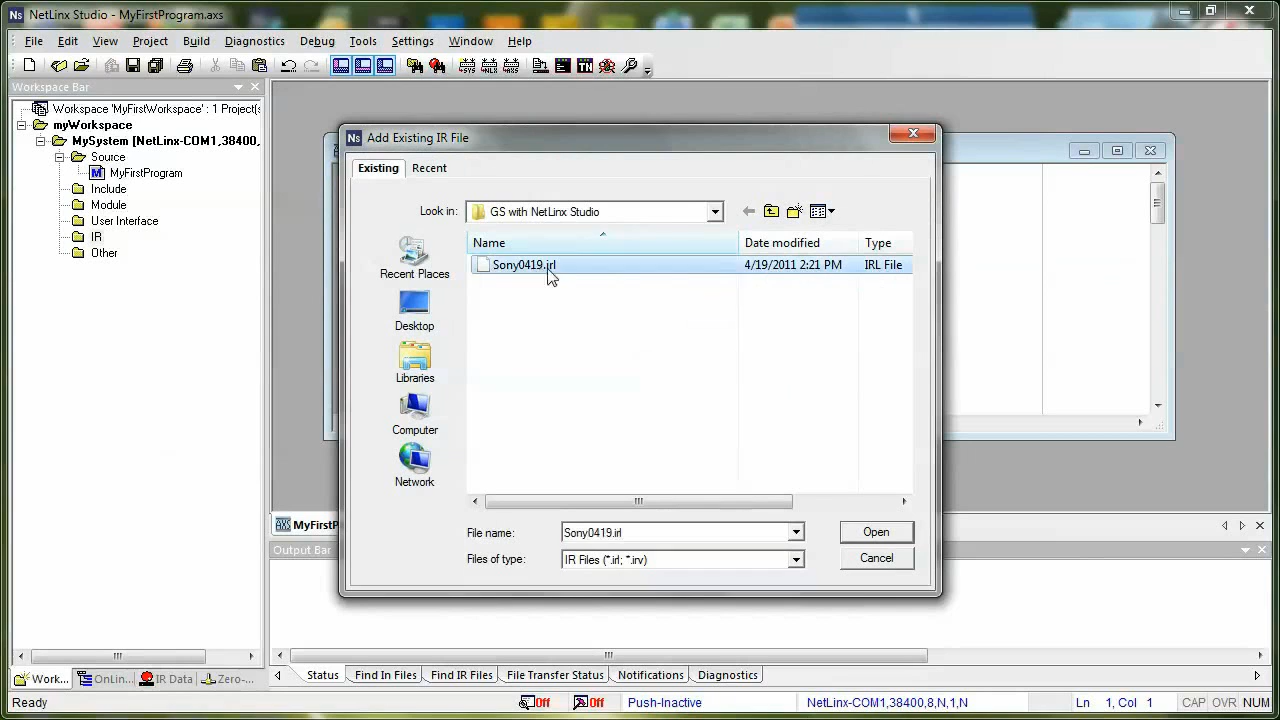 NetLinx Studio - MyFirstProgram.axs
File Edit View Project Build Diagnostics Debug Tools Settings Window Help
Workspace Bar
Workspace 'MyFirstWorkspace' : 1 Project(s
myWorkspace
MySystem [NetLinx-COM1,38400,
Source
MyFirstProgram
Include
Module
User Interface
IR
Other
Add Existing IR File
Existing Recent
Look in: GS with NetLinx Studio
Name Date modified Type
Sony0419.irl 4/19/2011 2:21 PM IRL File
Recent Places
Desktop
Libraries
Computer
Network
File name: Sony0419.irl Open
Files of type: IR Files (*.irl; *.irv) Cancel
MyFirstP
Output Bar
Work... OnLin... IR Data Zero-...
Status Find In Files Find IR Files File Transfer Status Notifications Diagnostics
Ready Off Off Push-Inactive NetLinx-COM1,38400,8,N,1,N Ln 1, Col 1 CAP OVR NUM